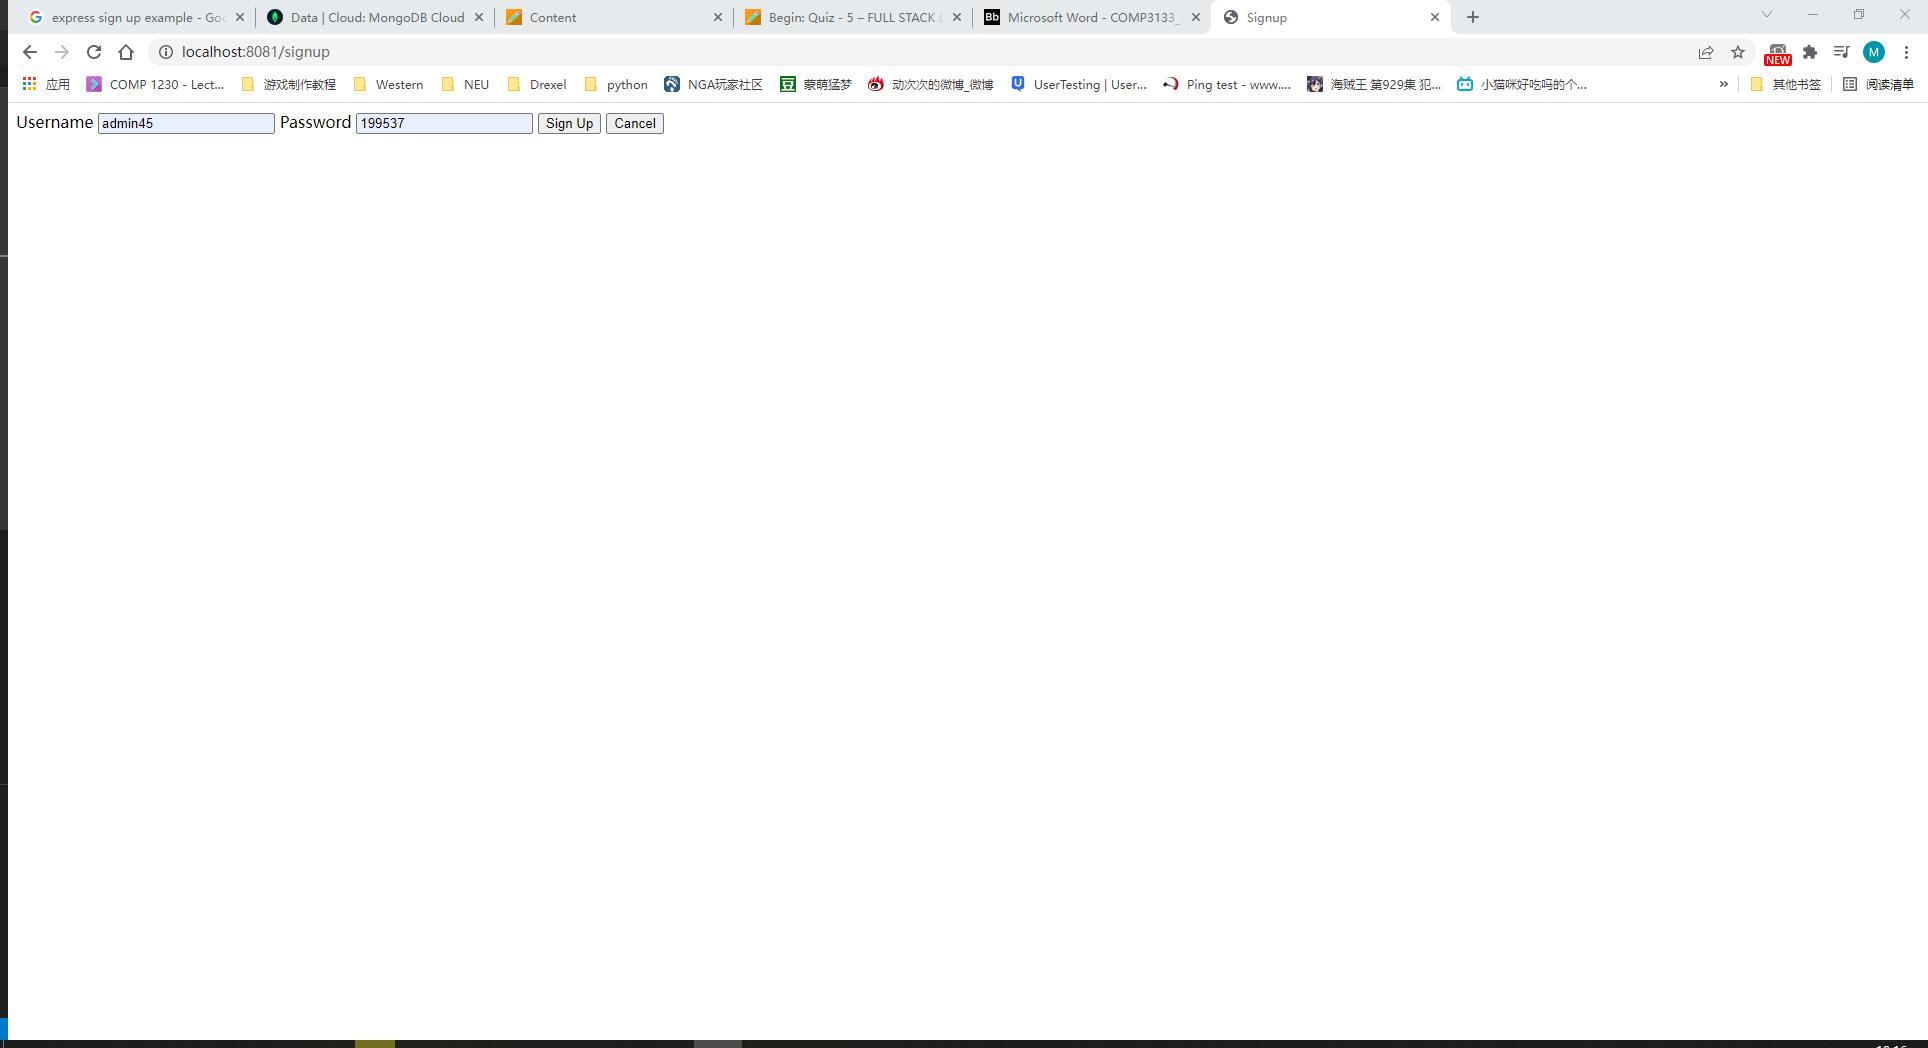 express sign up example - Goo
Data | Cloud: MongoDB Cloud
Content
Begin: Quiz - 5 – FULL STACK D
Bb Microsoft Word - COMP3133_
Signup
localhost:8081/signup
NEW
M
应用 COMP 1230 - Lect... 游戏制作教程 Western NEU Drexel python NGA玩家社区 豆 蒙萌猛梦 动次次的微博_微博 UserTesting | User... Ping test - www.... 海贼王 第929集 犯... 小猫咪好吃吗的个... » 其他书签 阅读清单
Username admin45 Password 199537 Sign Up Cancel